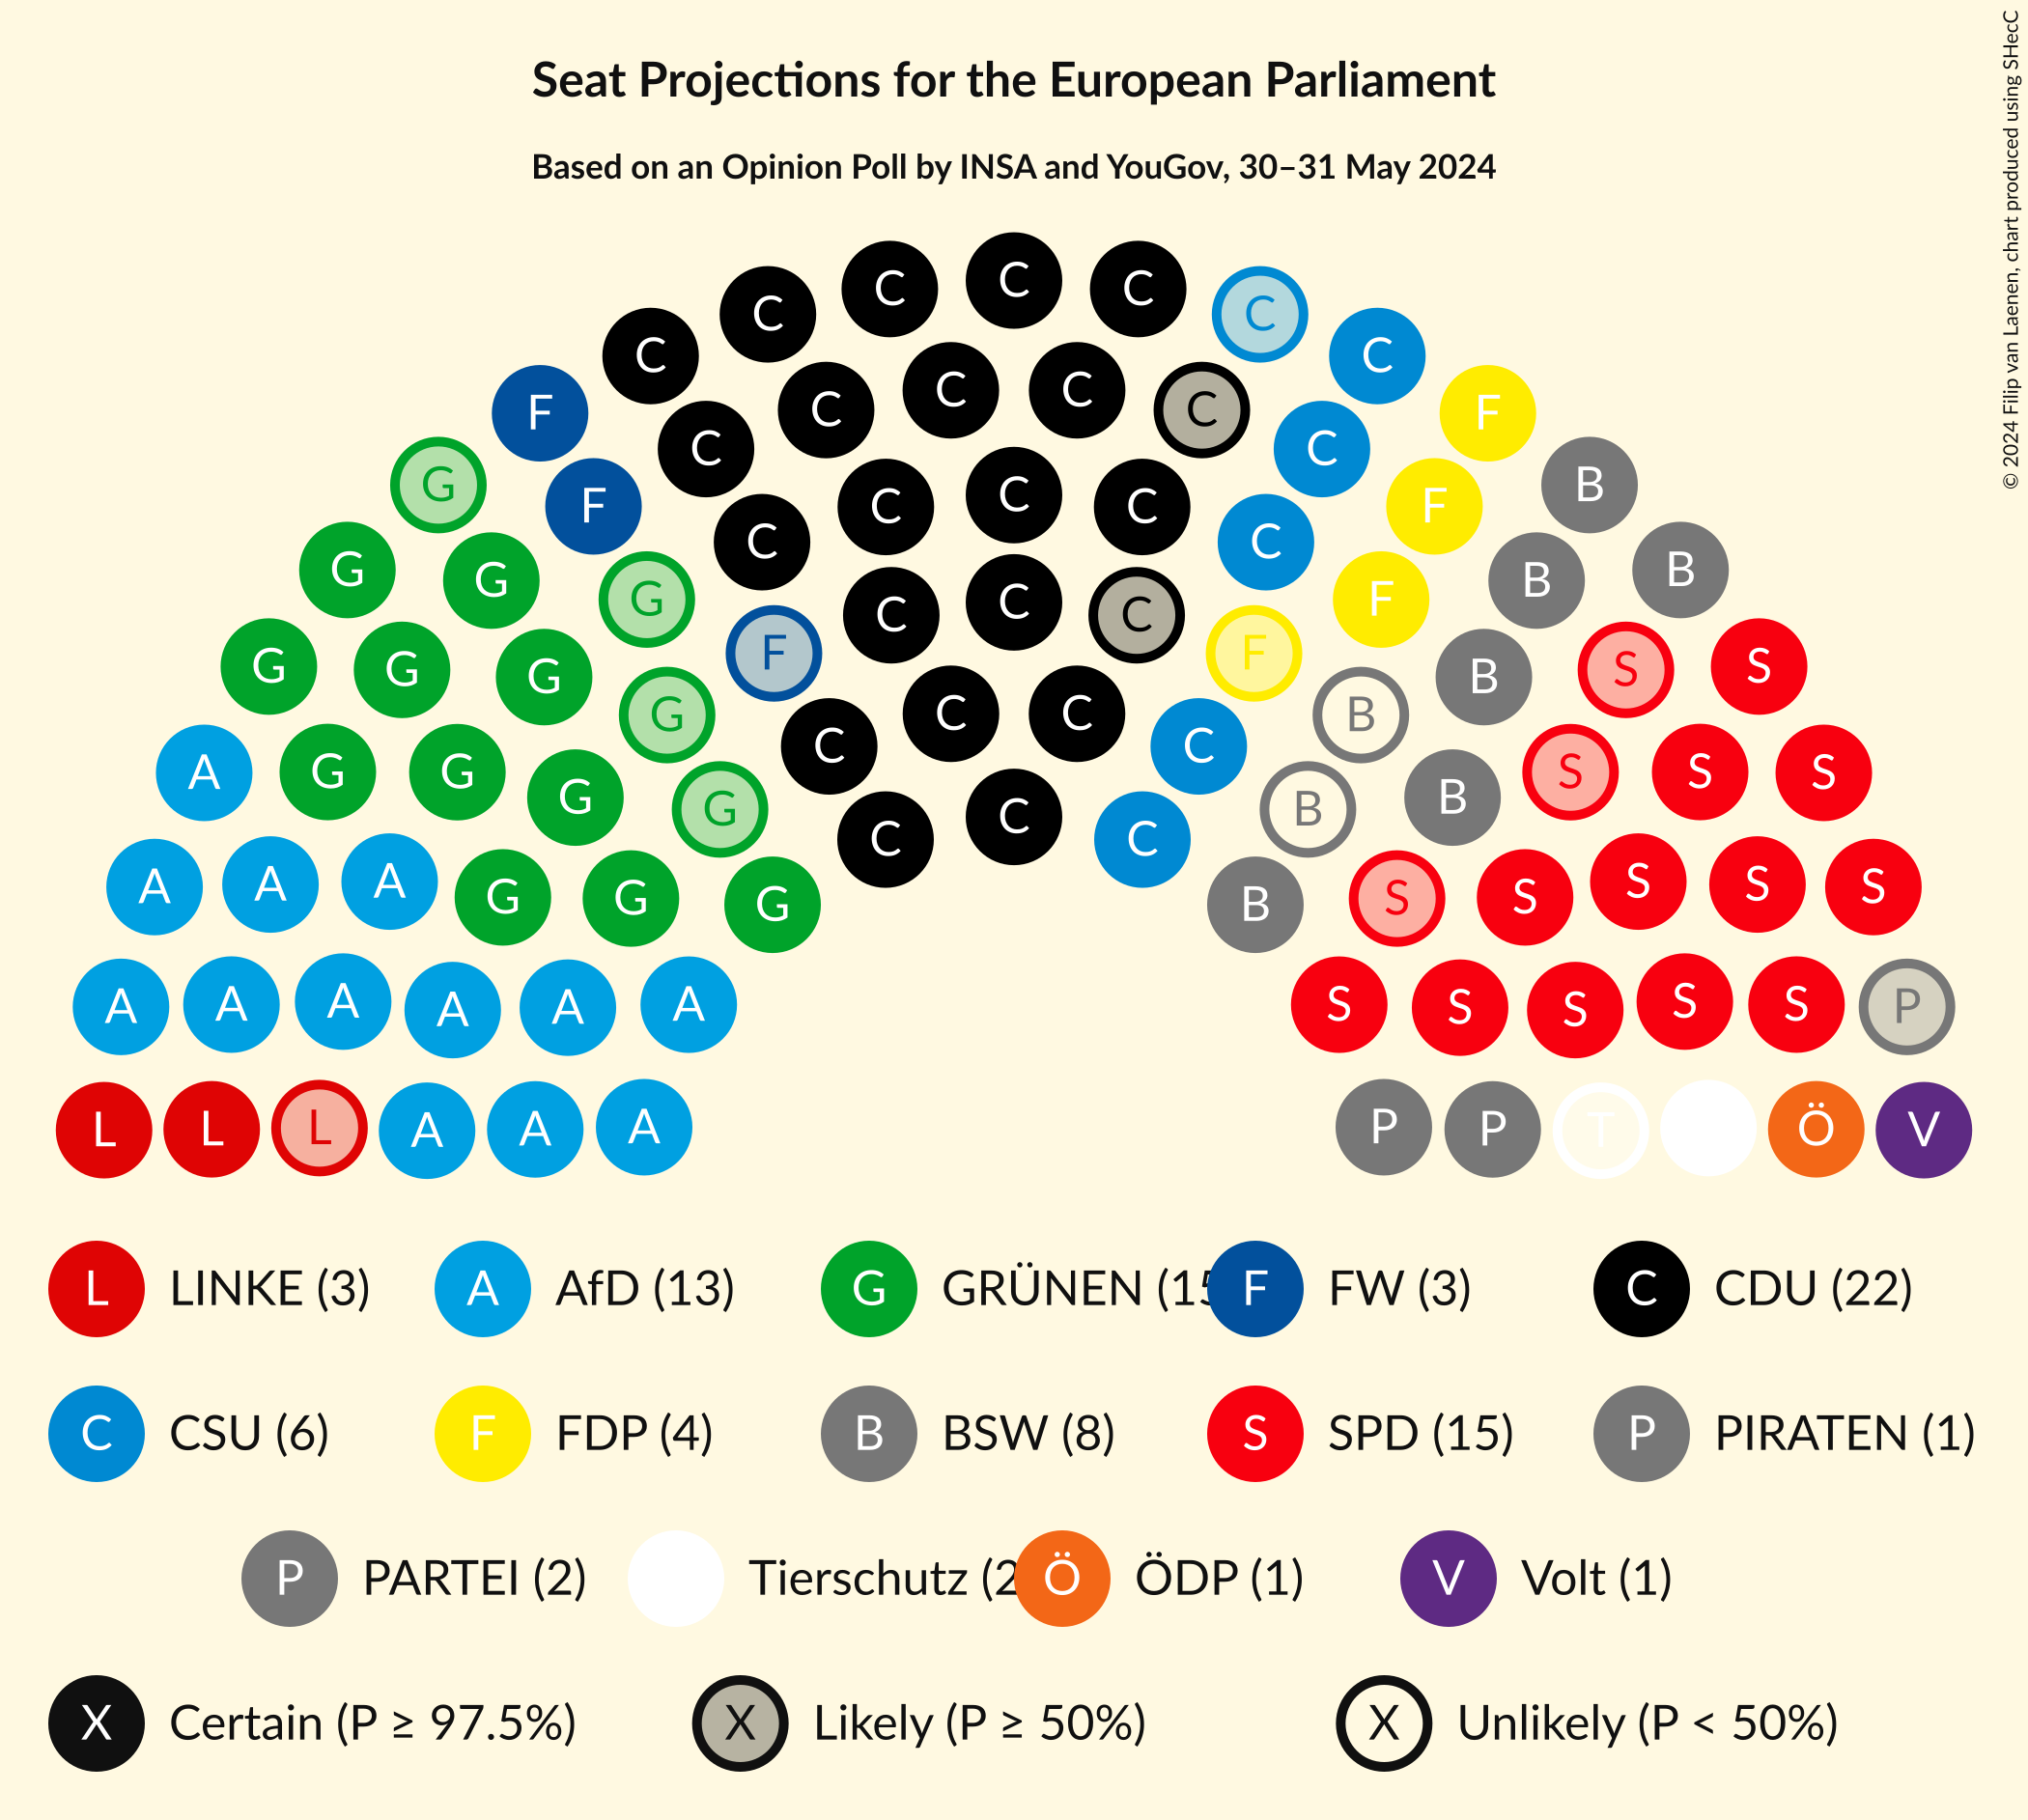 Seat Projections for the European Parliament
Based on an Opinion Poll by INSA and YouGov, 30–31 May 2024
© 2024 Filip van Laenen, chart produced using SHecC
C C C
C C C C
C C C C C
F C C C F
C C C C
G F C C C C F B
G G G F C C C F F B B B
G G G G B B S S
C C C C
A G G G G C C C B B S S S
A A A G G G B S S S S S
A A A A A A S S S S S P
L L L A A A P P T Ö V
L LINKE (3) A AfD (13) G GRÜNEN (15 F FW (3) C CDU (22)
C CSU (6) F FDP (4) B BSW (8) S SPD (15) P PIRATEN (1)
P PARTEI (2) Tierschutz (2 Ö ÖDP (1) V Volt (1)
X Certain (P ≥ 97.5%) X Likely (P ≥ 50%) X Unlikely (P < 50%)